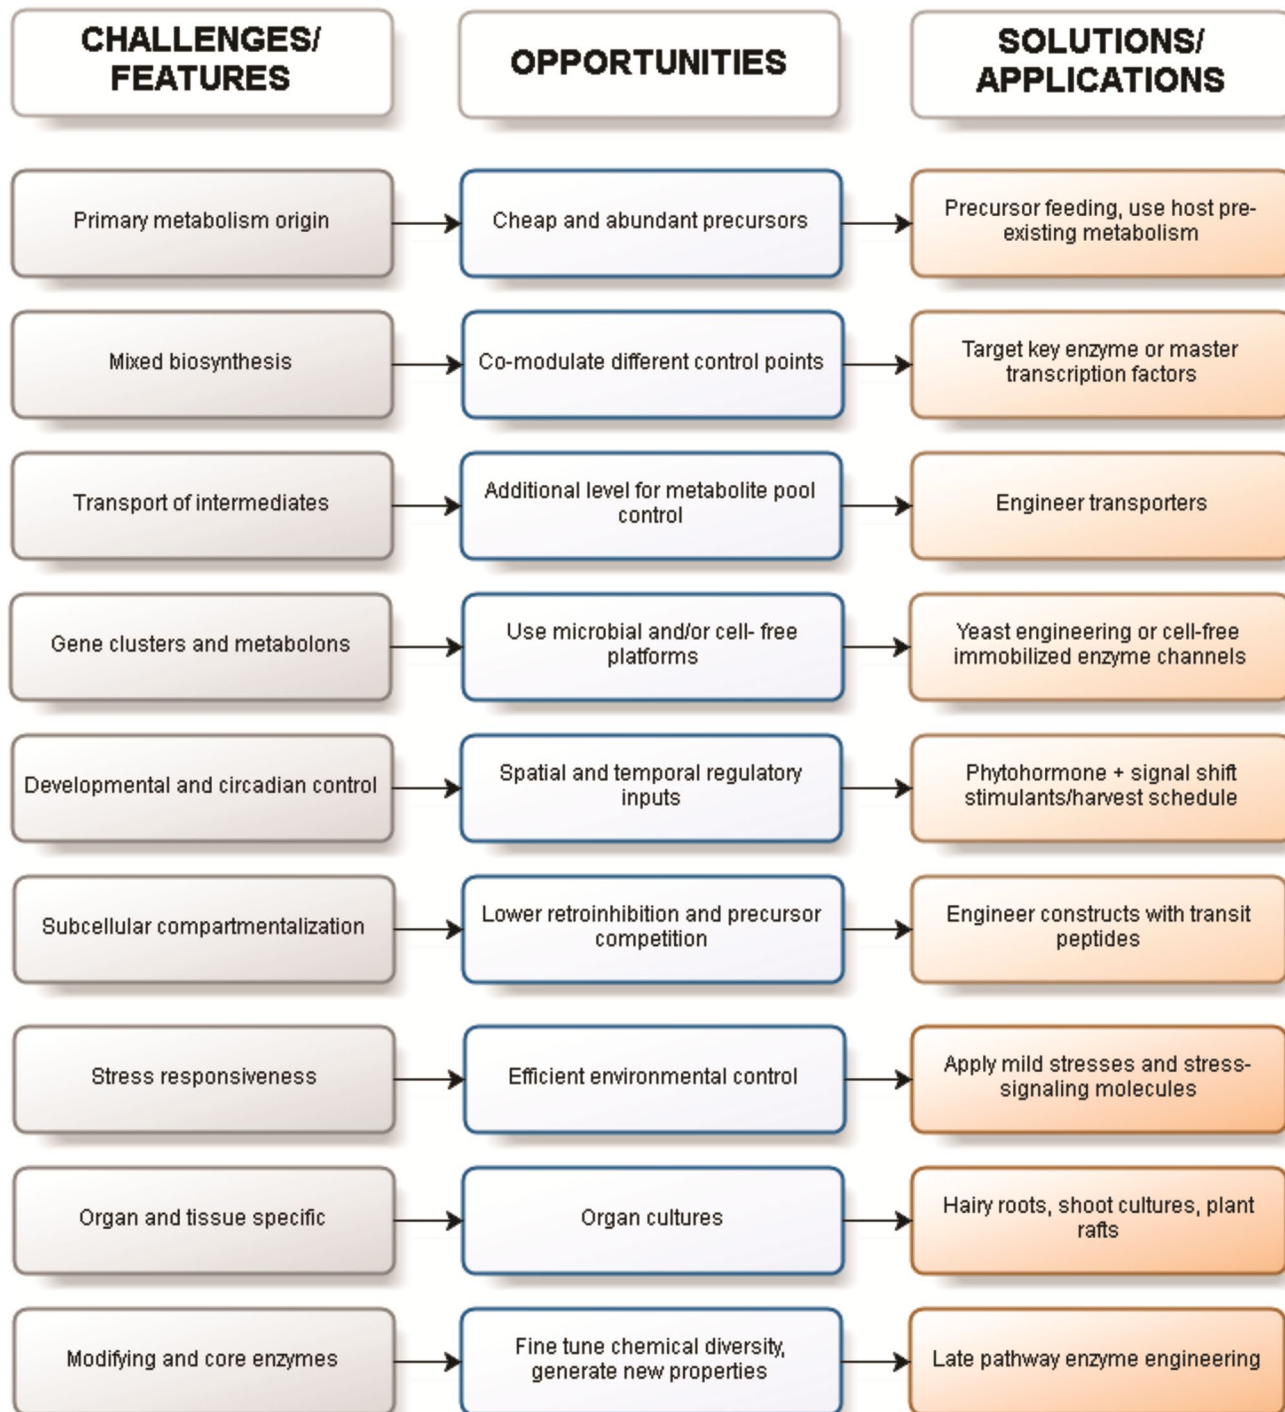 CHALLENGES/
FEATURES
OPPORTUNITIES
SOLUTIONS/
APPLICATIONS
Primary metabolism origin
Cheap and abundant precursors
Precursor feeding, use host pre-
existing metabolism
Mixed biosynthesis
Co-modulate different control points
Target key enzyme or master
transcription factors
Transport of intermediates
Additional level for metabolite pool
control
Engineer transporters
Gene clusters and metabolons
Use microbial and/or cell- free
platforms
Yeast engineering or cell-free
immobilized enzyme channels
Developmental and circadian control
Spatial and temporal regulatory
inputs
Phytohormone + signal shift
stimulants/harvest schedule
Subcellular compartmentalization
Lower retroinhibition and precursor
competition
Engineer constructs with transit
peptides
Stress responsiveness
Efficient environmental control
Apply mild stresses and stress-
signaling molecules
Organ and tissue specific
Organ cultures
Hairy roots, shoot cultures, plant
rafts
Modifying and core enzymes
Fine tune chemical diversity,
generate new properties
Late pathway enzyme engineering